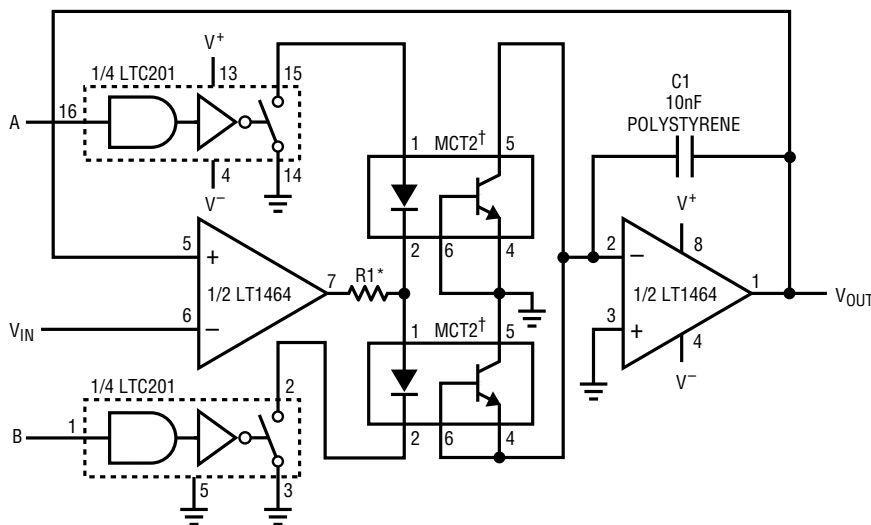 V+
1/4 LTC201
13
15
A
16
4
14
V−
MCT2†
1
5
2
6
4
C1
10nF
POLYSTYRENE
5
+
1/2 LT1464
7
R1*
VIN
6
−
V+
2
−
8
1/2 LT1464
1
VOUT
3
+
4
V−
MCT2†
1
5
2
6
4
1/4 LTC201
2
B
1
5
3